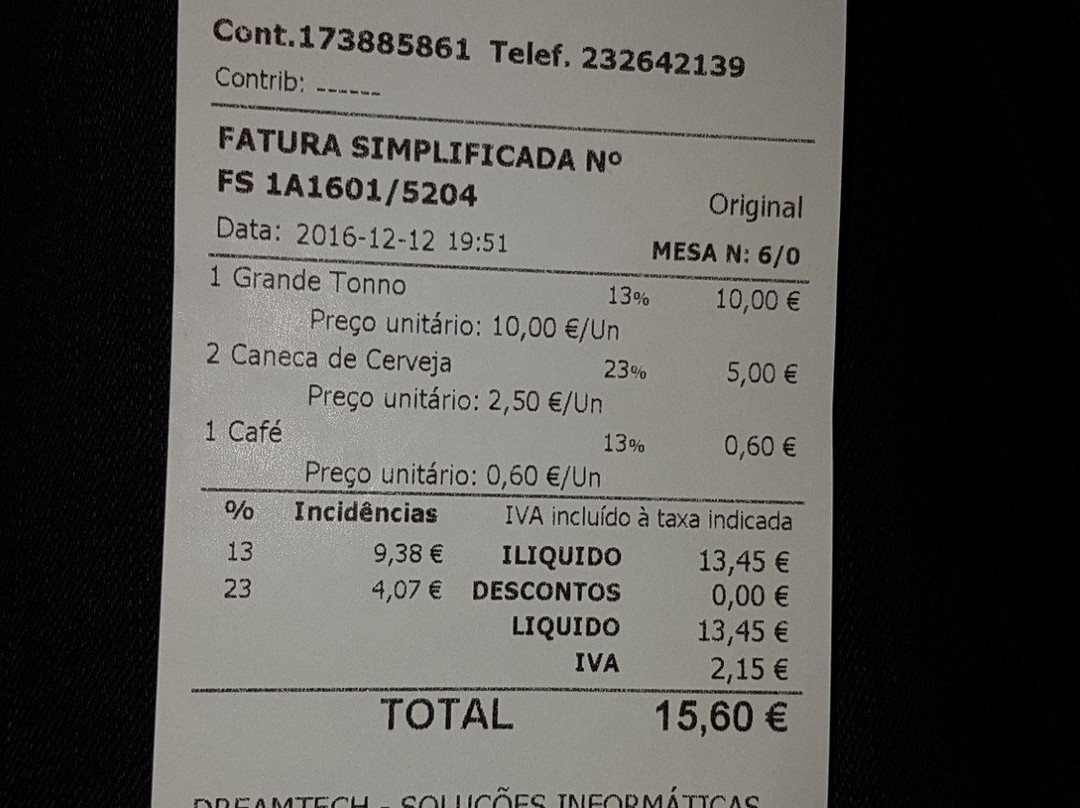 Cont.173885861 Telef. 232642139
Contrib: ------
FATURA SIMPLIFICADA Nº
FS 1A1601/5204 Original
Data: 2016-12-12 19:51 MESA N: 6/0
1 Grande Tonno 13% 10,00 €
Preço unitário: 10,00 €/Un
2 Caneca de Cerveja 23% 5,00 €
Preço unitário: 2,50 €/Un
1 Café 13% 0,60 €
Preço unitário: 0,60 €/Un
% Incidências IVA incluído à taxa indicada
13 9,38 € ILIQUIDO 13,45 €
23 4,07 € DESCONTOS 0,00 €
LIQUIDO 13,45 €
IVA 2,15 €
TOTAL 15,60 €
DREAMTECH - SOLUÇÕES INFORMÁTICAS